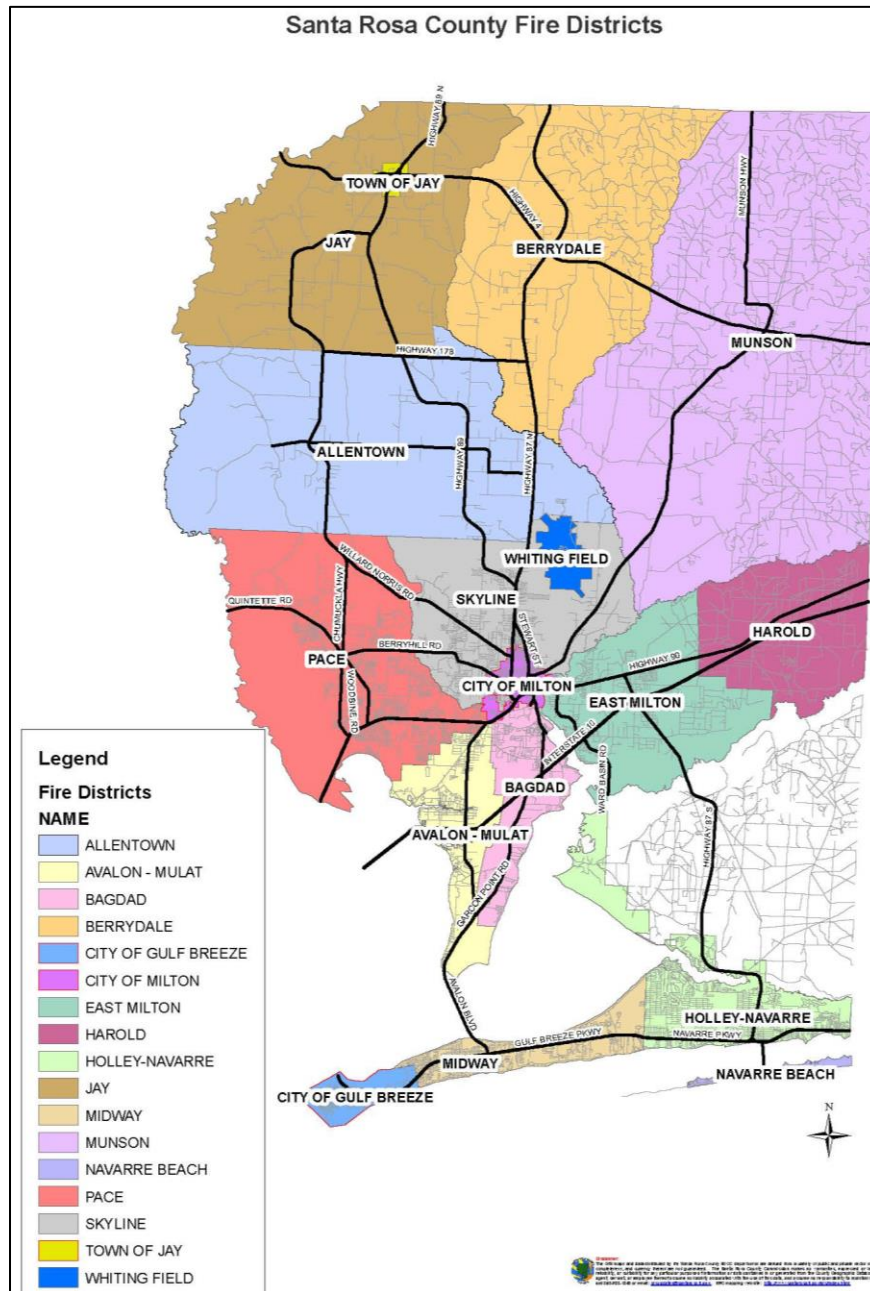 Santa Rosa County Fire Districts
HIGHWAY 89 N
TOWN OF JAY
MUNSON HWY
HIGHWAY 4
JAY
BERRYDALE
MUNSON
HIGHWAY 178
ALLENTOWN
HIGHWAY 89
HIGHWAY 87 N
WHITING FIELD
WILLARD NORRIS RD
CHUMUCKLA HWY
QUINTETTE RD
SKYLINE
STEWART ST
HAROLD
BERRYHILL RD
PACE
HIGHWAY 90
CITY OF MILTON
WOODBINE RD
EAST MILTON
INTERSTATE 10
WARD BASIN RD
BAGDAD
HIGHWAY 87 S
AVALON - MULAT
GARCON POINT RD
AVALON BLVD
HOLLEY-NAVARRE
GULF BREEZE PKWY
NAVARRE PKWY
MIDWAY
NAVARRE BEACH
CITY OF GULF BREEZE
N
Legend
Fire Districts
NAME
ALLENTOWN
AVALON - MULAT
BAGDAD
BERRYDALE
CITY OF GULF BREEZE
CITY OF MILTON
EAST MILTON
HAROLD
HOLLEY-NAVARRE
JAY
MIDWAY
MUNSON
NAVARRE BEACH
PACE
SKYLINE
TOWN OF JAY
WHITING FIELD